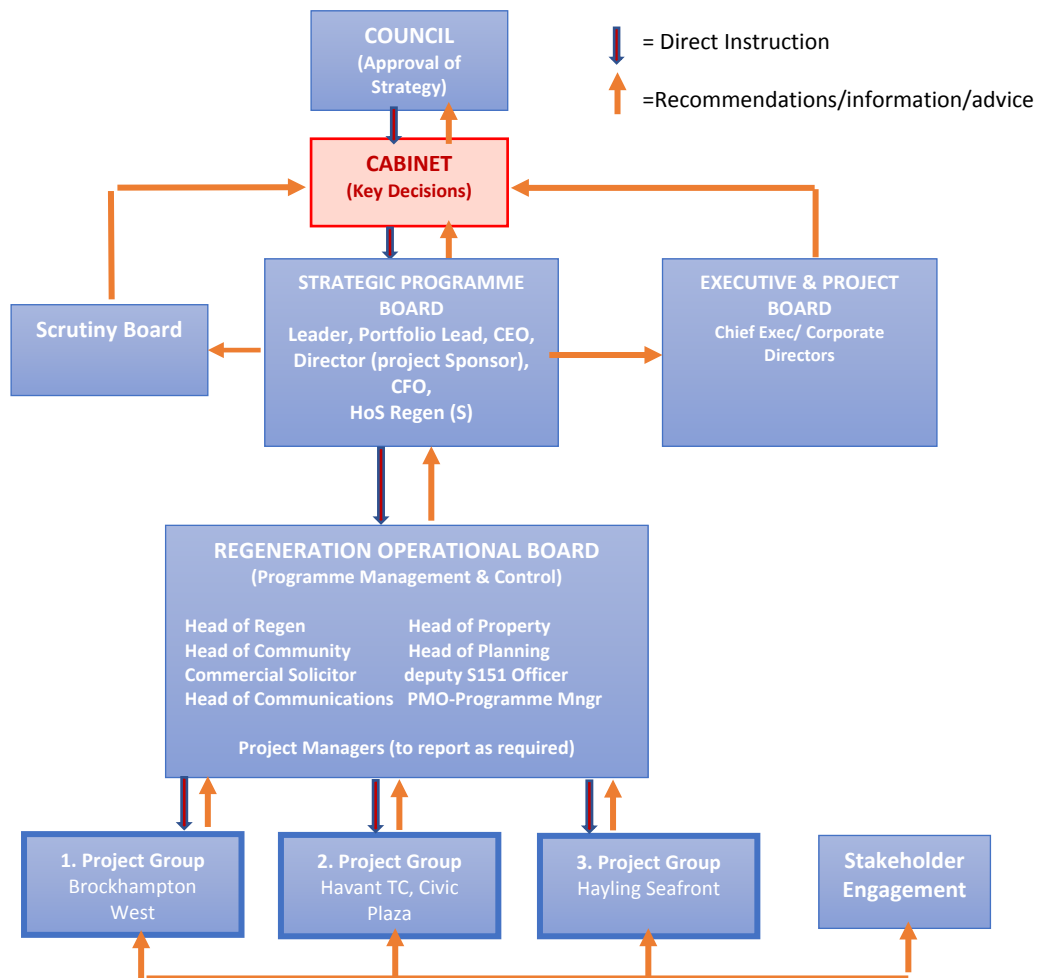 COUNCIL
(Approval of
Strategy)
= Direct Instruction
=Recommendations/information/advice
CABINET
(Key Decisions)
STRATEGIC PROGRAMME
BOARD
Leader, Portfolio Lead, CEO,
Director (project Sponsor),
CFO,
HoS Regen (S)
EXECUTIVE & PROJECT
BOARD
Chief Exec/ Corporate
Directors
Scrutiny Board
REGENERATION OPERATIONAL BOARD
(Programme Management & Control)
Head of Regen Head of Property
Head of Community Head of Planning
Commercial Solicitor deputy S151 Officer
Head of Communications PMO-Programme Mngr
Project Managers (to report as required)
1. Project Group
Brockhampton
West
2. Project Group
Havant TC, Civic
Plaza
3. Project Group
Hayling Seafront
Stakeholder
Engagement